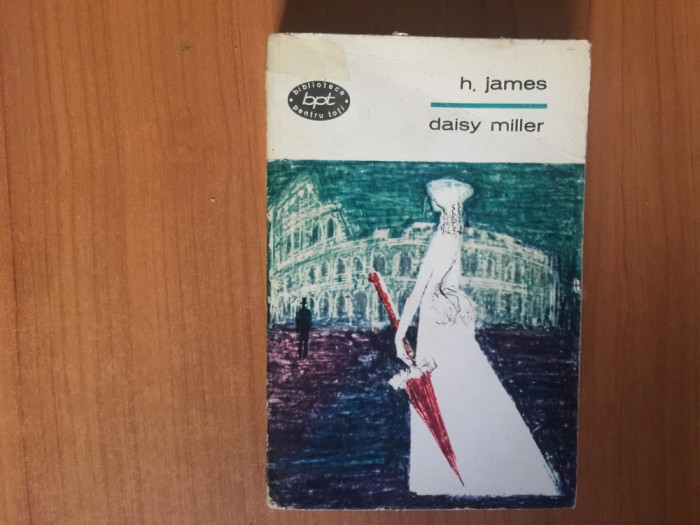 biblioteca
bpt
pentru toți
h. james
daisy miller